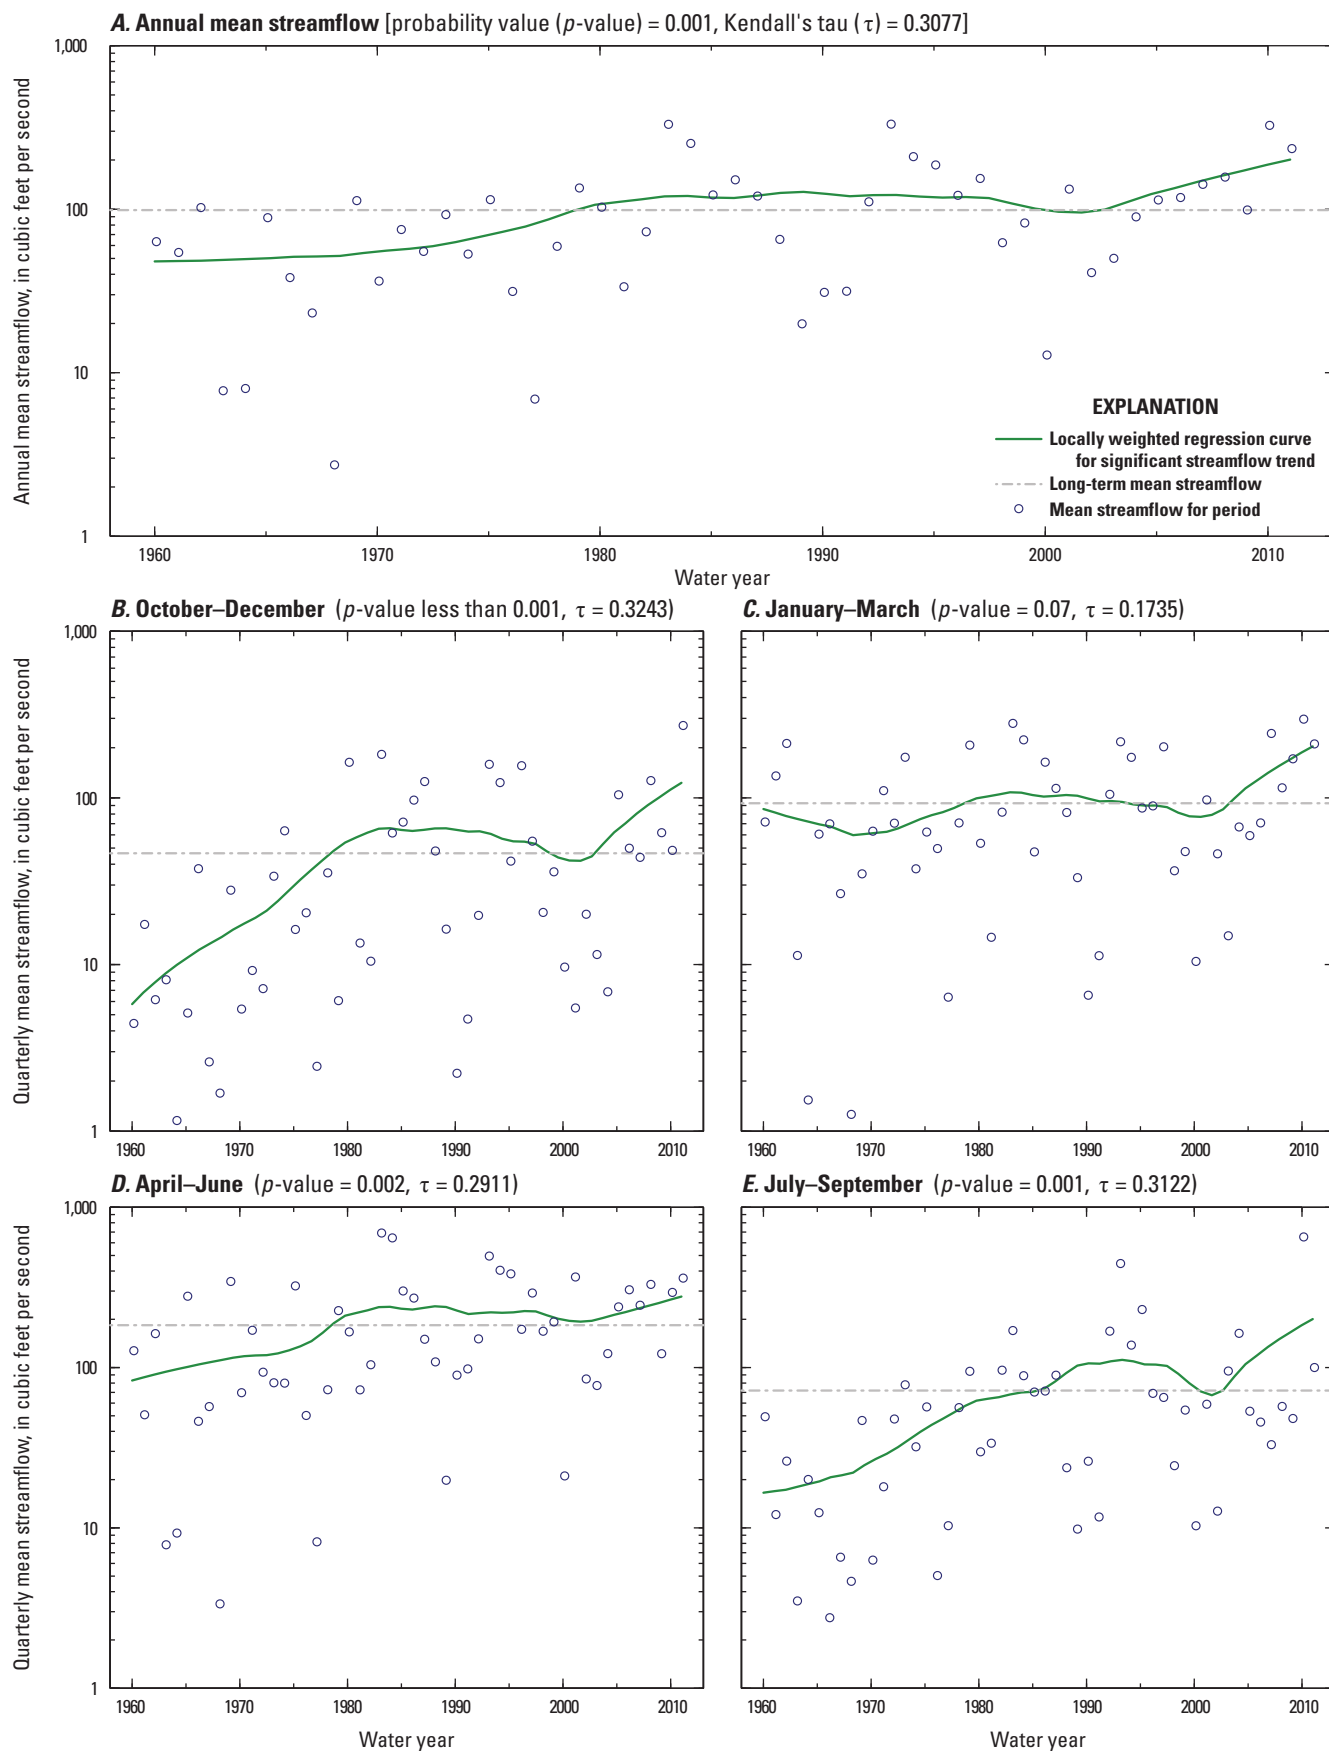 A. Annual mean streamflow [probability value (p-value) = 0.001, Kendall's tau (τ) = 0.3077]
Annual mean streamflow, in cubic feet per second
1,000
100
10
1
EXPLANATION
Locally weighted regression curve
for significant streamflow trend
Long-term mean streamflow
Mean streamflow for period
1960 1970 1980 1990 2000 2010
Water year
B. October–December (p-value less than 0.001, τ = 0.3243)
Quarterly mean streamflow, in cubic feet per second
1,000
100
10
1
1960 1970 1980 1990 2000 2010
C. January–March (p-value = 0.07, τ = 0.1735)
1960 1970 1980 1990 2000 2010
D. April–June (p-value = 0.002, τ = 0.2911)
Quarterly mean streamflow, in cubic feet per second
1,000
100
10
1
1960 1970 1980 1990 2000 2010
Water year
E. July–September (p-value = 0.001, τ = 0.3122)
1960 1970 1980 1990 2000 2010
Water year